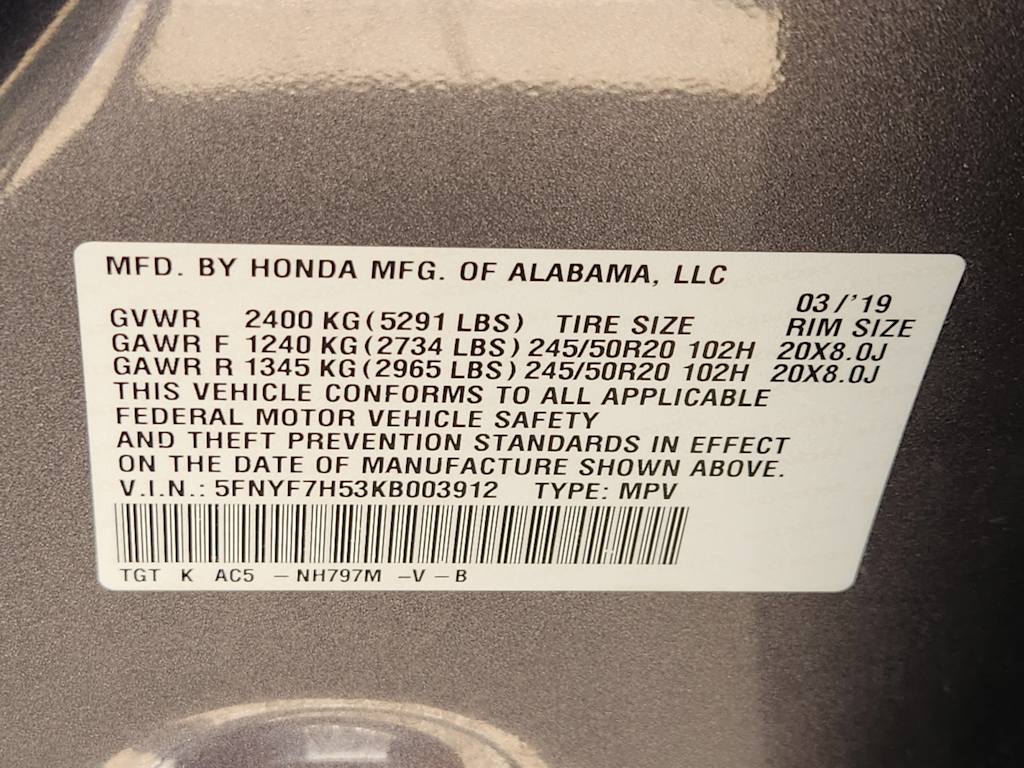 MFD. BY HONDA MFG. OF ALABAMA, LLC
03/'19
GVWR 2400 KG(5291 LBS) TIRE SIZE RIM SIZE
GAWR F 1240 KG(2734 LBS)245/50R20 102H 20X8.0J
GAWR R 1345 KG(2965 LBS)245/50R20 102H 20X8.0J
THIS VEHICLE CONFORMS TO ALL APPLICABLE
FEDERAL MOTOR VEHICLE SAFETY
AND THEFT PREVENTION STANDARDS IN EFFECT
ON THE DATE OF MANUFACTURE SHOWN ABOVE.
V.I.N.: 5FNYF7H53KB003912 TYPE: MPV
TGT K AC5 -NH797M -V-B